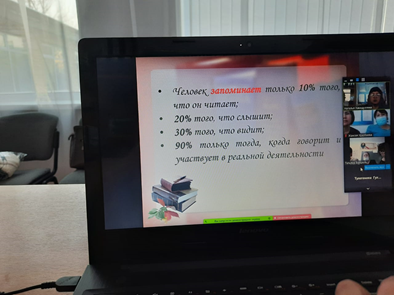 • Человек запоминает только 10% того,
что он читает;
• 20% того, что слышит;
• 30% того, что видит;
• 90% только тогда, когда говорит и
участвует в реальной деятельности